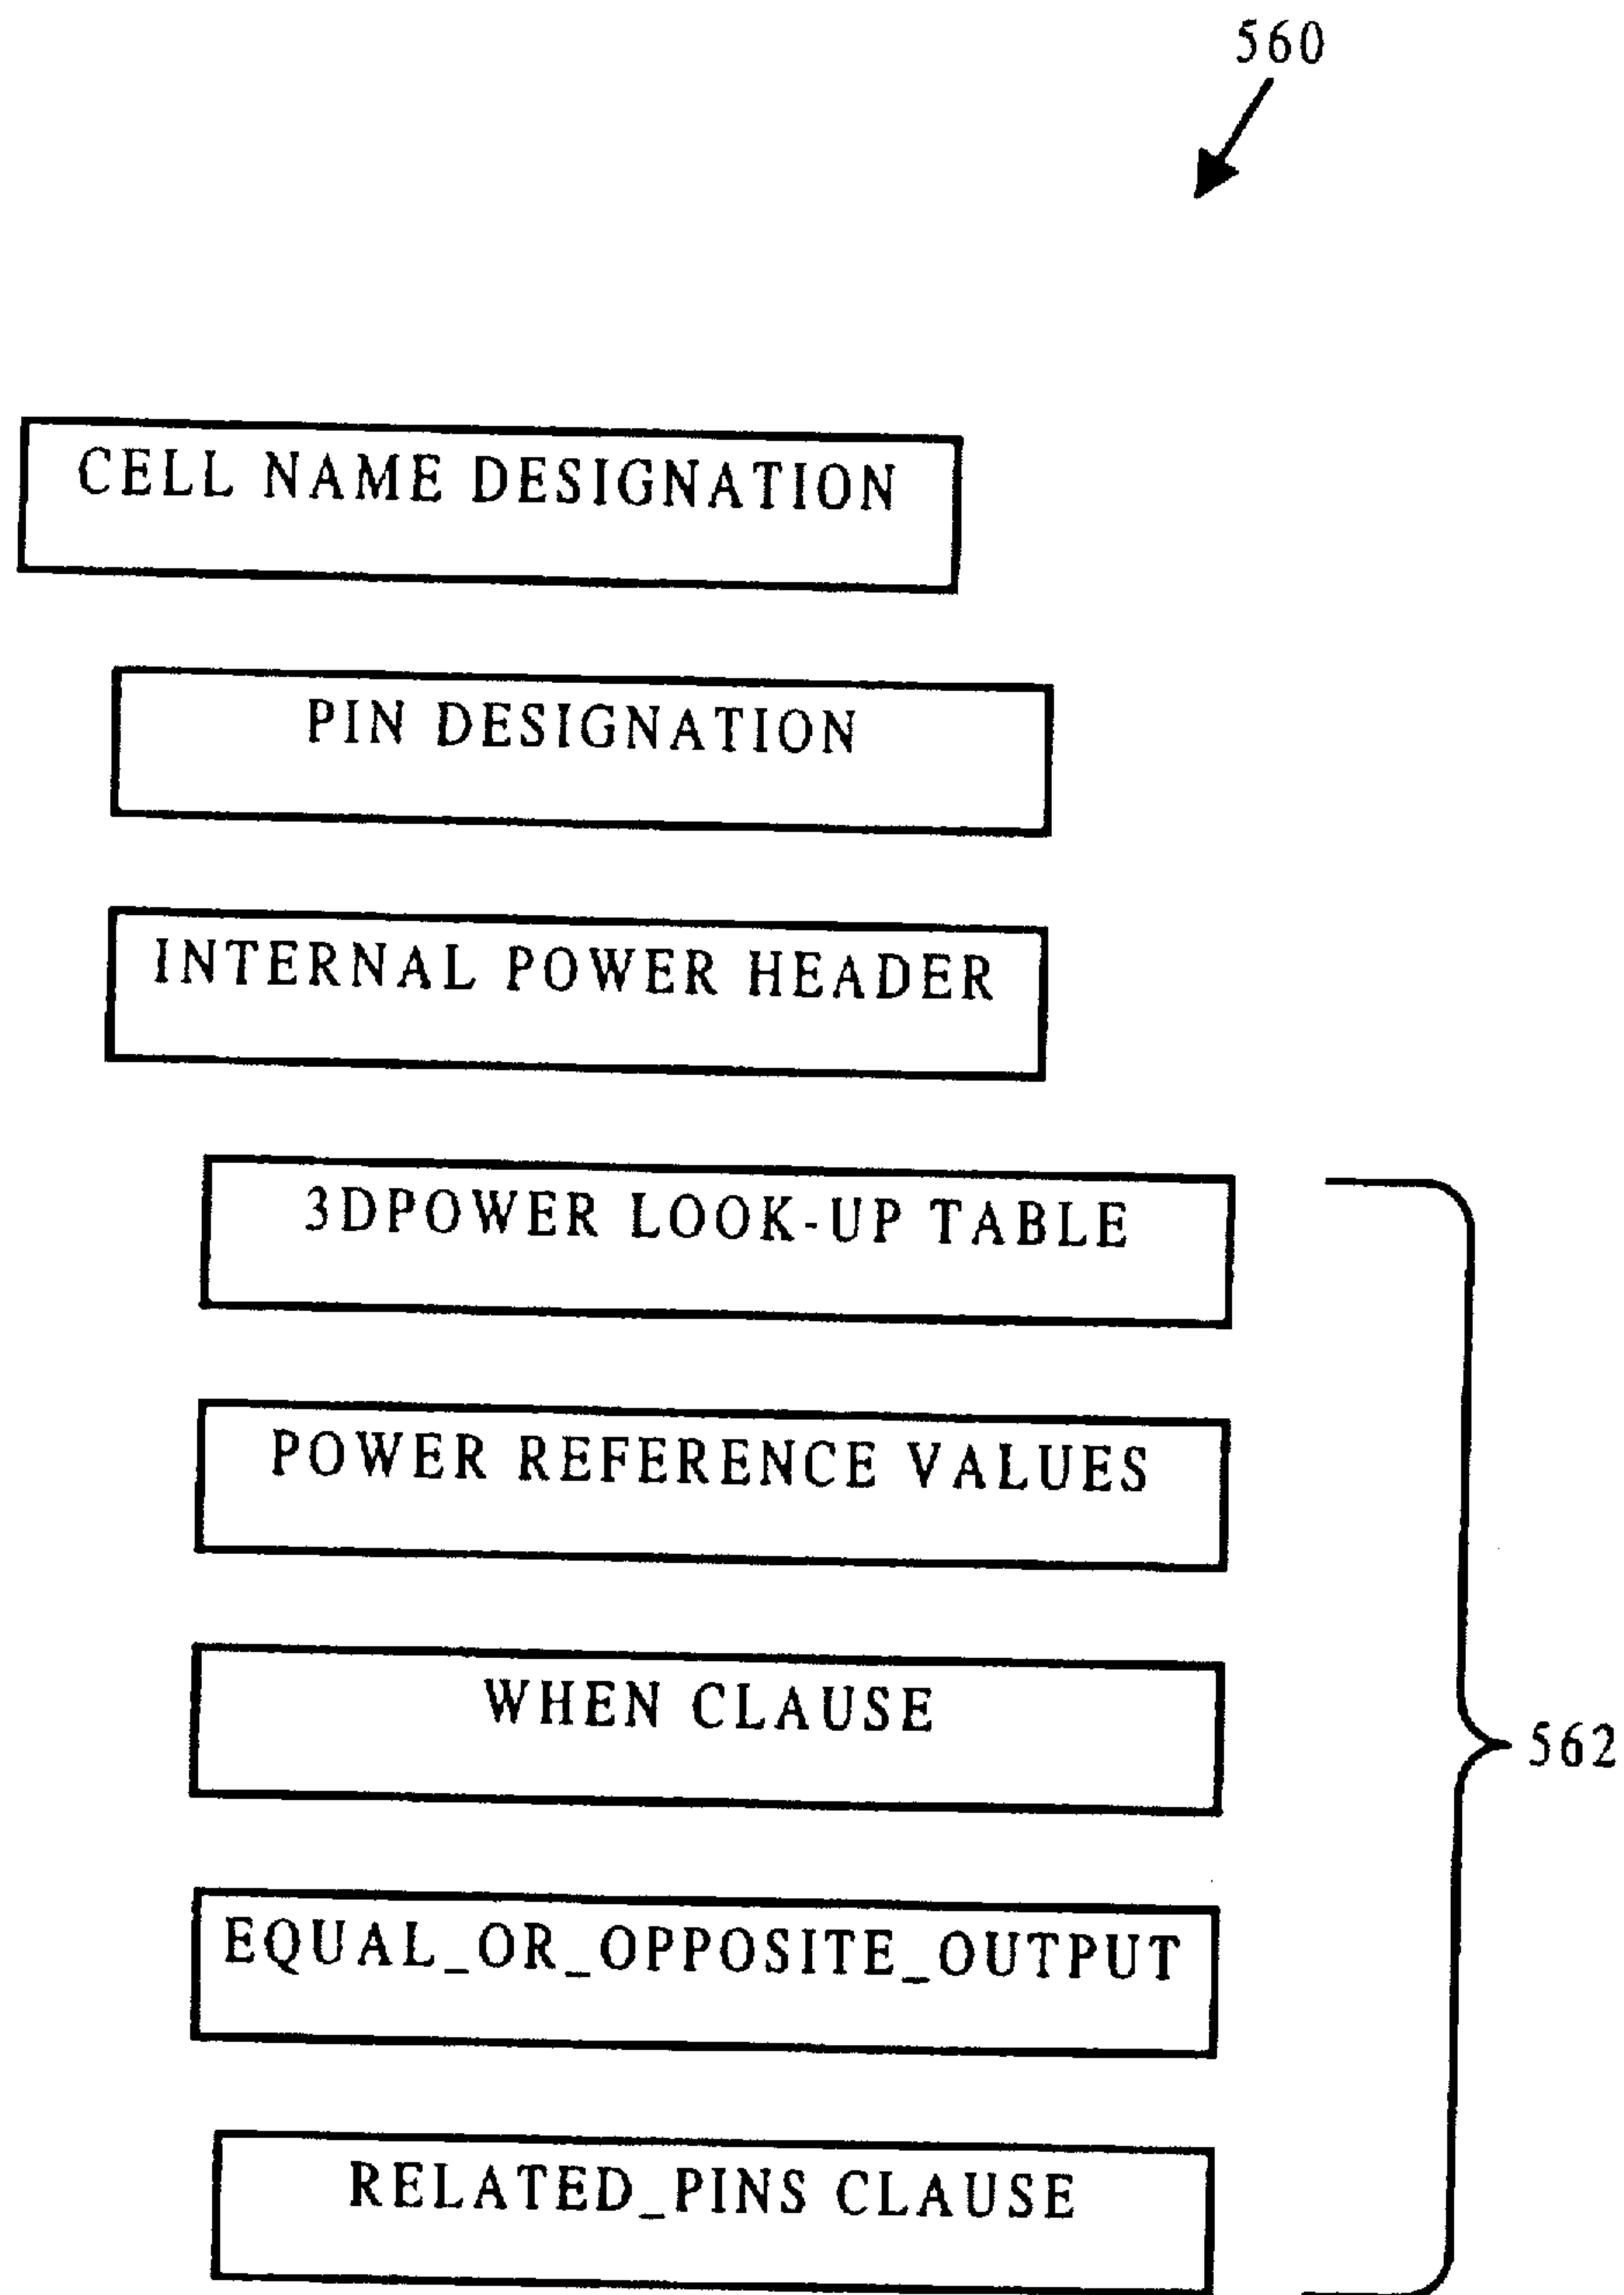 560
CELL NAME DESIGNATION
PIN DESIGNATION
INTERNAL POWER HEADER
3DPOWER LOOK-UP TABLE
POWER REFERENCE VALUES
WHEN CLAUSE
562
EQUAL_OR_OPPOSITE_OUTPUT
RELATED_PINS CLAUSE